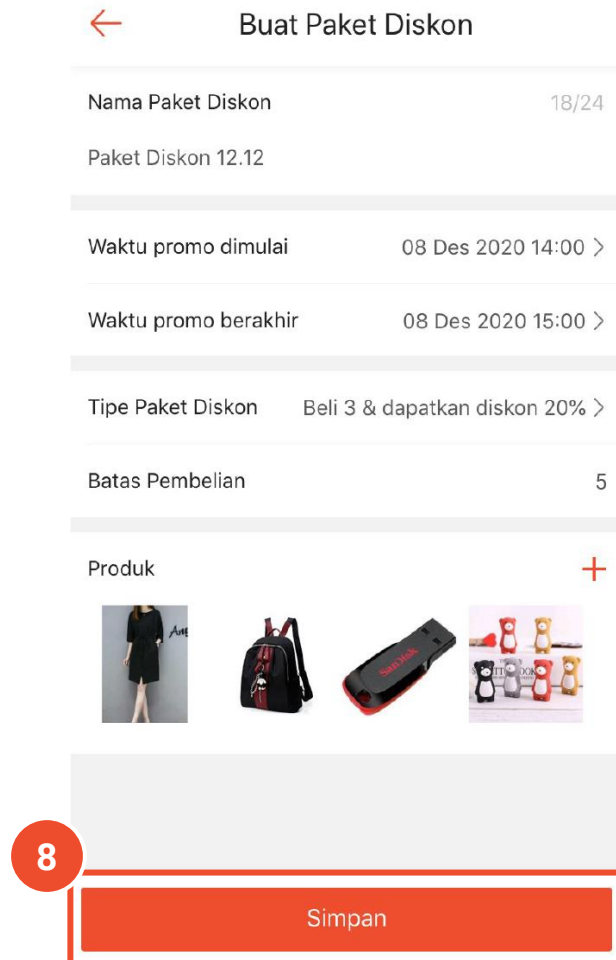 Buat Paket Diskon
Nama Paket Diskon 18/24
Paket Diskon 12.12
Waktu promo dimulai 08 Des 2020 14:00
Waktu promo berakhir 08 Des 2020 15:00
Tipe Paket Diskon Beli 3 & dapatkan diskon 20%
Batas Pembelian 5
Produk
SanDisk
8
Simpan